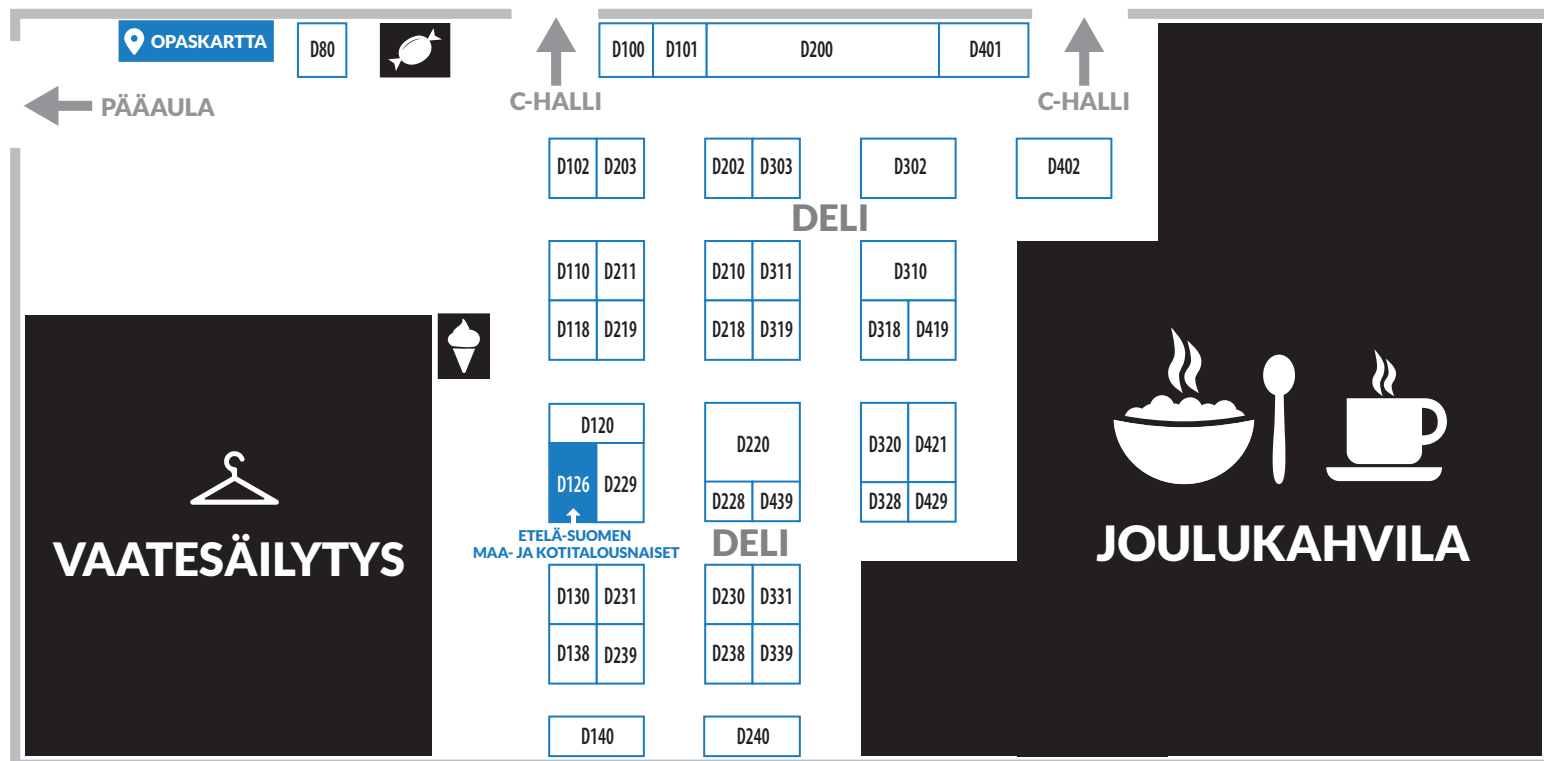 OPASKARTTA
D80
D100
D101
D200
D401
PÄÄAULA
C-HALLI
C-HALLI
D102
D203
D202
D303
D302
D402
DELI
D110
D211
D210
D311
D310
D118
D219
D218
D319
D318
D419
D120
D220
D320
D421
D126
D229
D228
D439
D328
D429
ETELÄ-SUOMEN
MAA- JA KOTITALOUSNAISET
DELI
VAATESÄILYTYS
JOULUKAHVILA
D130
D231
D230
D331
D138
D239
D238
D339
D140
D240